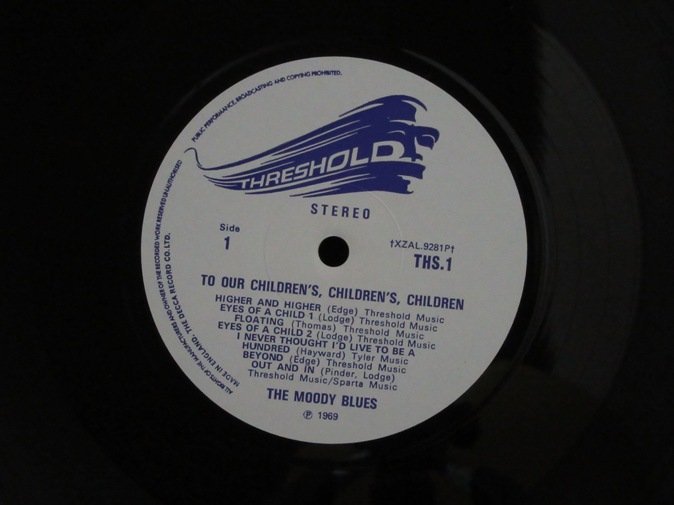 PUBLIC PERFORMANCE, BROADCASTING AND COPYING PROHIBITED.
ALL RIGHTS OF THE MANUFACTURERS AND OWNER OF THE RECORDED WORK RESERVED UNAUTHORISED
MADE IN ENGLAND, THE DECCA RECORD CO. LTD.
THRESHOLD
STEREO
Side
1
†XZAL.9281P†
THS.1
TO OUR CHILDREN'S, CHILDREN'S, CHILDREN
HIGHER AND HIGHER (Edge) Threshold Music
EYES OF A CHILD 1 (Lodge) Threshold Music
FLOATING (Thomas) Threshold Music
EYES OF A CHILD 2 (Lodge) Threshold Music
I NEVER THOUGHT I'D LIVE TO BE A
HUNDRED (Hayward) Tyler Music
BEYOND (Edge) Threshold Music
OUT AND IN (Pinder, Lodge)
Threshold Music/Sparta Music
THE MOODY BLUES
℗ 1969